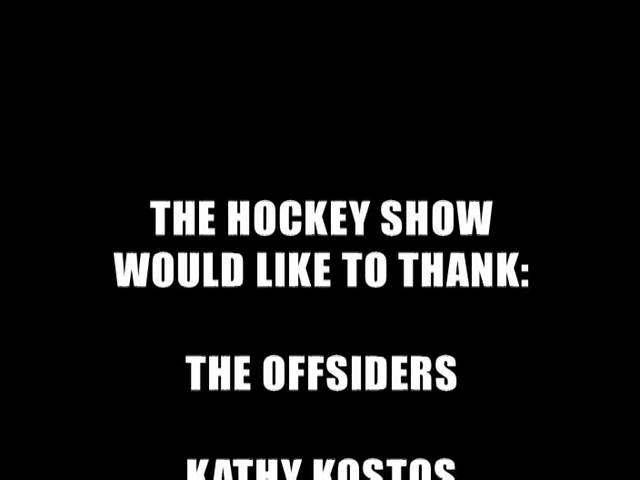 THE HOCKEY SHOW
WOULD LIKE TO THANK:
THE OFFSIDERS
KATHY KOSTOS